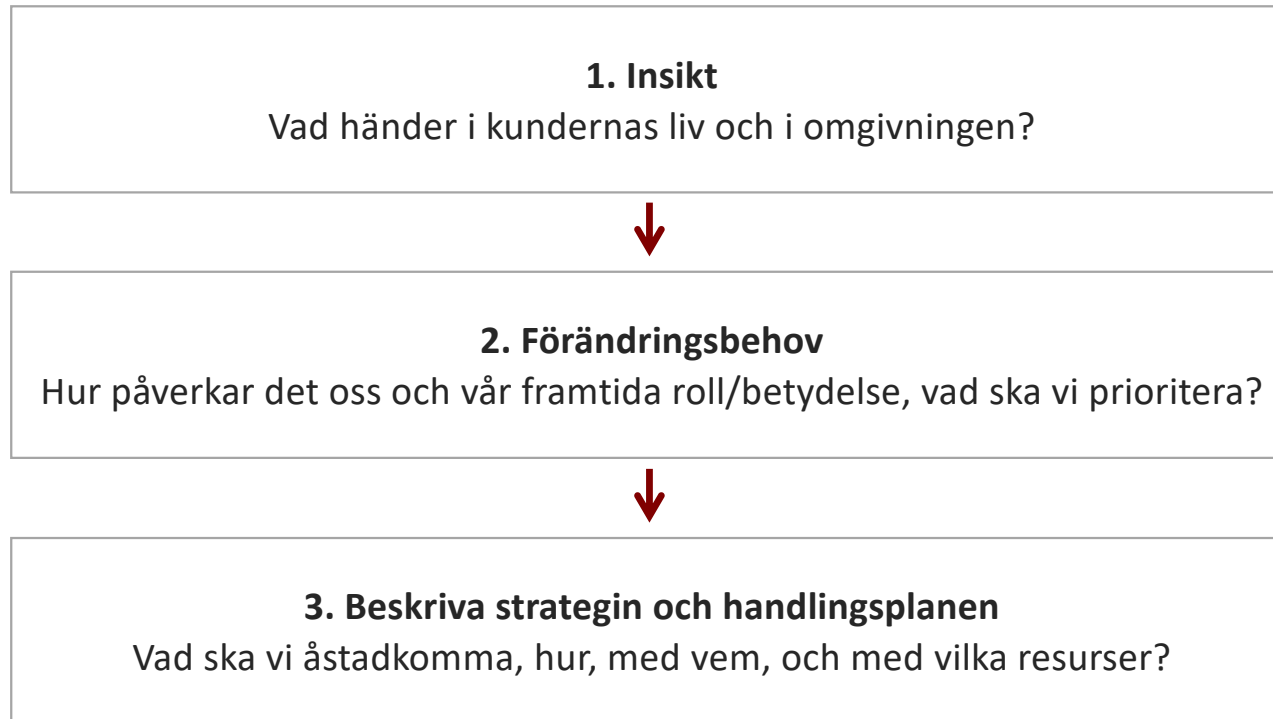 1. Insikt
Vad händer i kundernas liv och i omgivningen?
2. Förändringsbehov
Hur påverkar det oss och vår framtida roll/betydelse, vad ska vi prioritera?
3. Beskriva strategin och handlingsplanen
Vad ska vi åstadkomma, hur, med vem, och med vilka resurser?